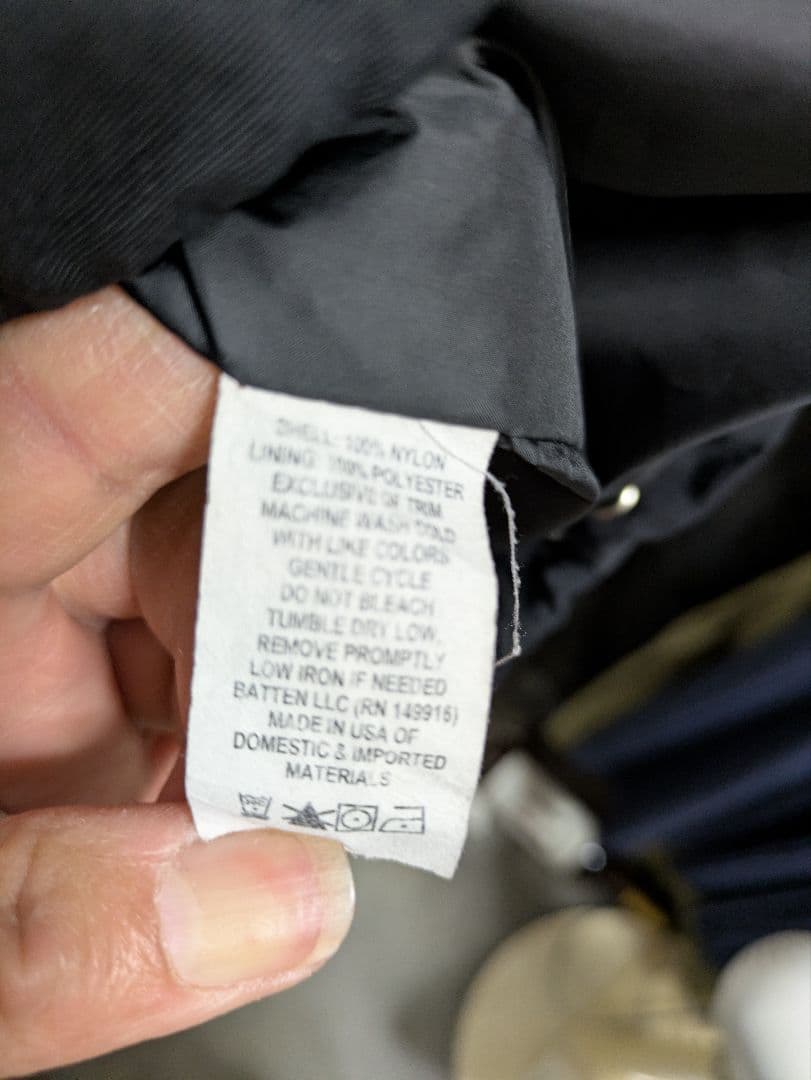 SHELL: 100% NYLON
LINING: 100% POLYESTER
EXCLUSIVE OF TRIM
MACHINE WASH COLD
WITH LIKE COLORS
GENTLE CYCLE
DO NOT BLEACH
TUMBLE DRY LOW,
REMOVE PROMPTLY
LOW IRON IF NEEDED
BATTEN LLC (RN 149915)
MADE IN USA OF
DOMESTIC & IMPORTED
MATERIALS